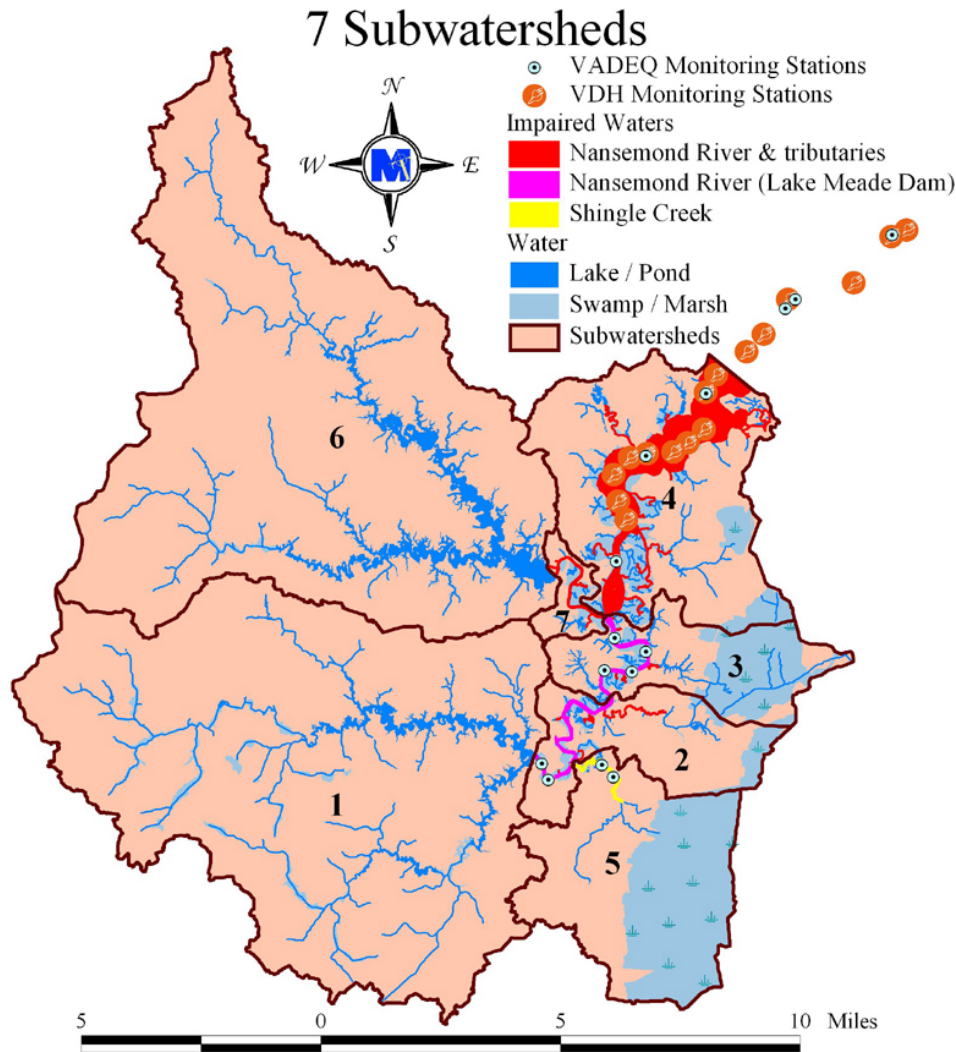 7 Subwatersheds
VADEQ Monitoring Stations
VDH Monitoring Stations
Impaired Waters
Nansemond River & tributaries
Nansemond River (Lake Meade Dam)
Shingle Creek
Water
Lake / Pond
Swamp / Marsh
Subwatersheds
N
W
M
E
S
6
4
7
3
2
1
5
5
0
5
10
Miles